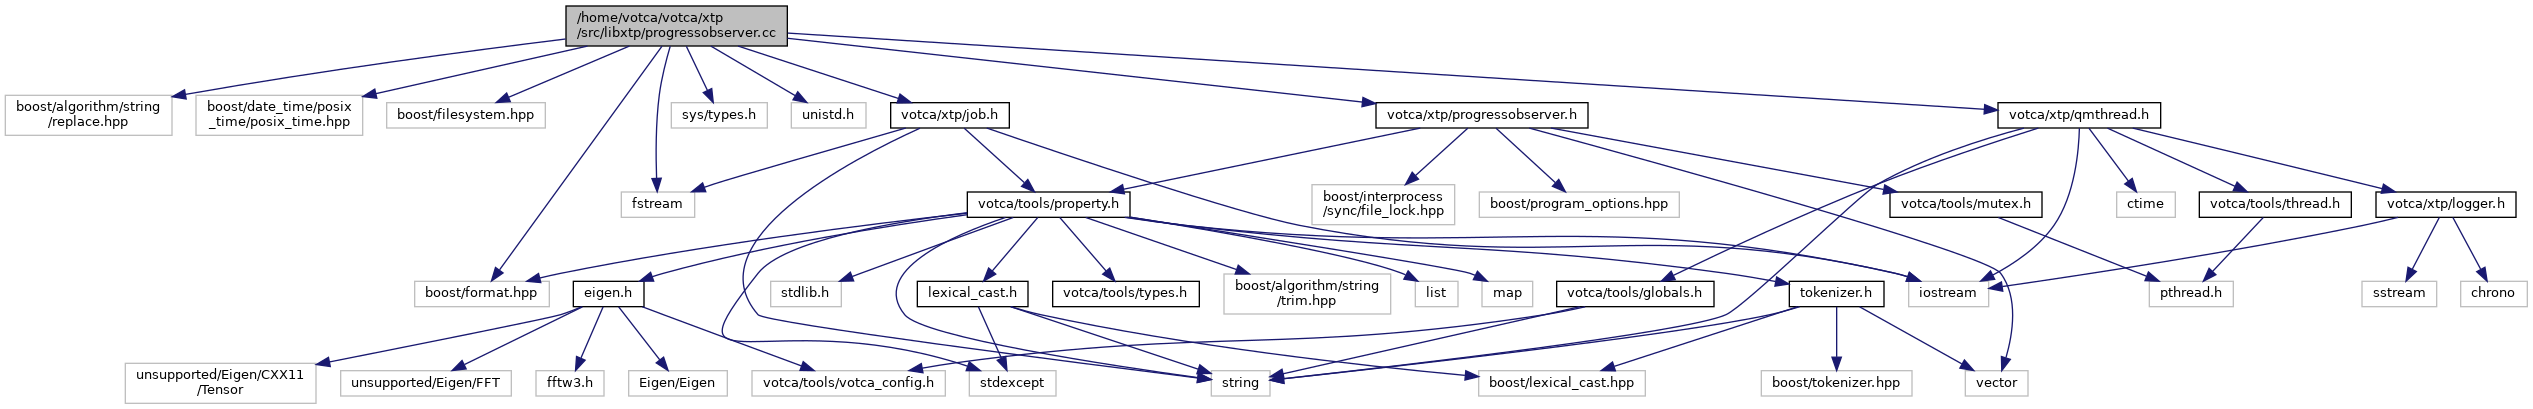 /home/votca/votca/xtp
/src/libxtp/progressobserver.cc
boost/algorithm/string
/replace.hpp
boost/date_time/posix
_time/posix_time.hpp
boost/filesystem.hpp
sys/types.h
unistd.h
votca/xtp/job.h
votca/xtp/progressobserver.h
votca/xtp/qmthread.h
fstream
votca/tools/property.h
boost/interprocess
/sync/file_lock.hpp
boost/program_options.hpp
votca/tools/mutex.h
ctime
votca/tools/thread.h
votca/xtp/logger.h
boost/format.hpp
eigen.h
stdlib.h
lexical_cast.h
votca/tools/types.h
boost/algorithm/string
/trim.hpp
list
map
votca/tools/globals.h
tokenizer.h
iostream
pthread.h
sstream
chrono
unsupported/Eigen/CXX11
/Tensor
unsupported/Eigen/FFT
fftw3.h
Eigen/Eigen
votca/tools/votca_config.h
stdexcept
string
boost/lexical_cast.hpp
boost/tokenizer.hpp
vector